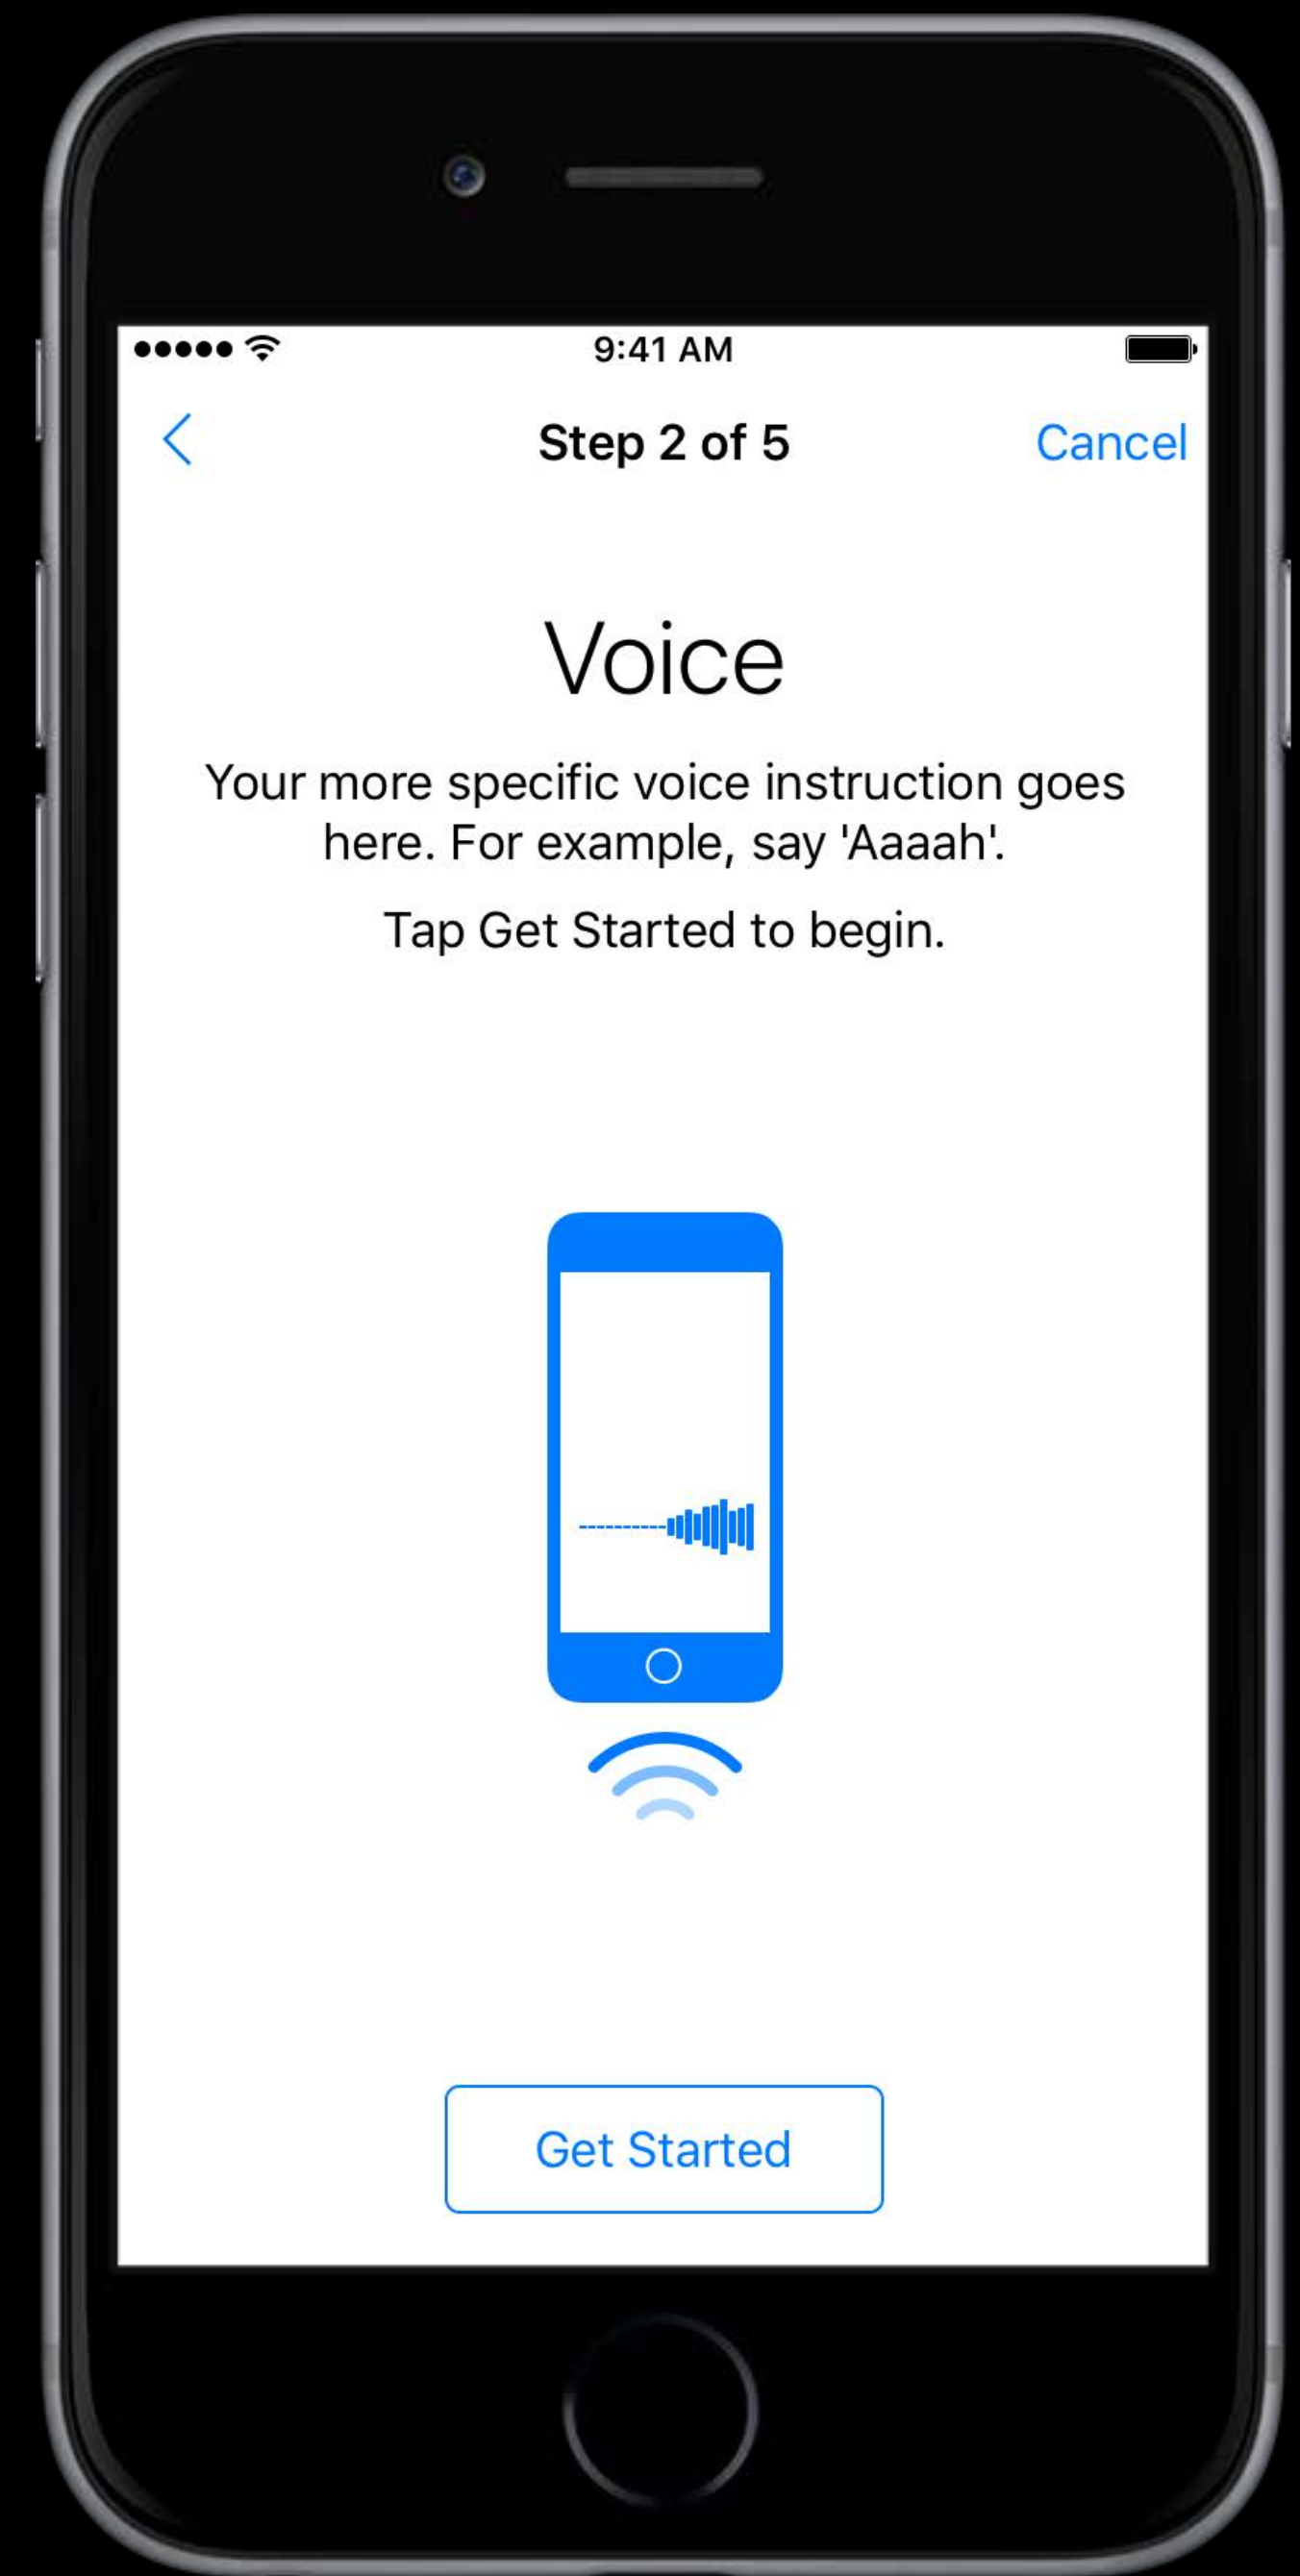 9:41 AM
Step 2 of 5
Cancel
Voice
Your more specific voice instruction goes
here. For example, say 'Aaaah'.
Tap Get Started to begin.
Get Started